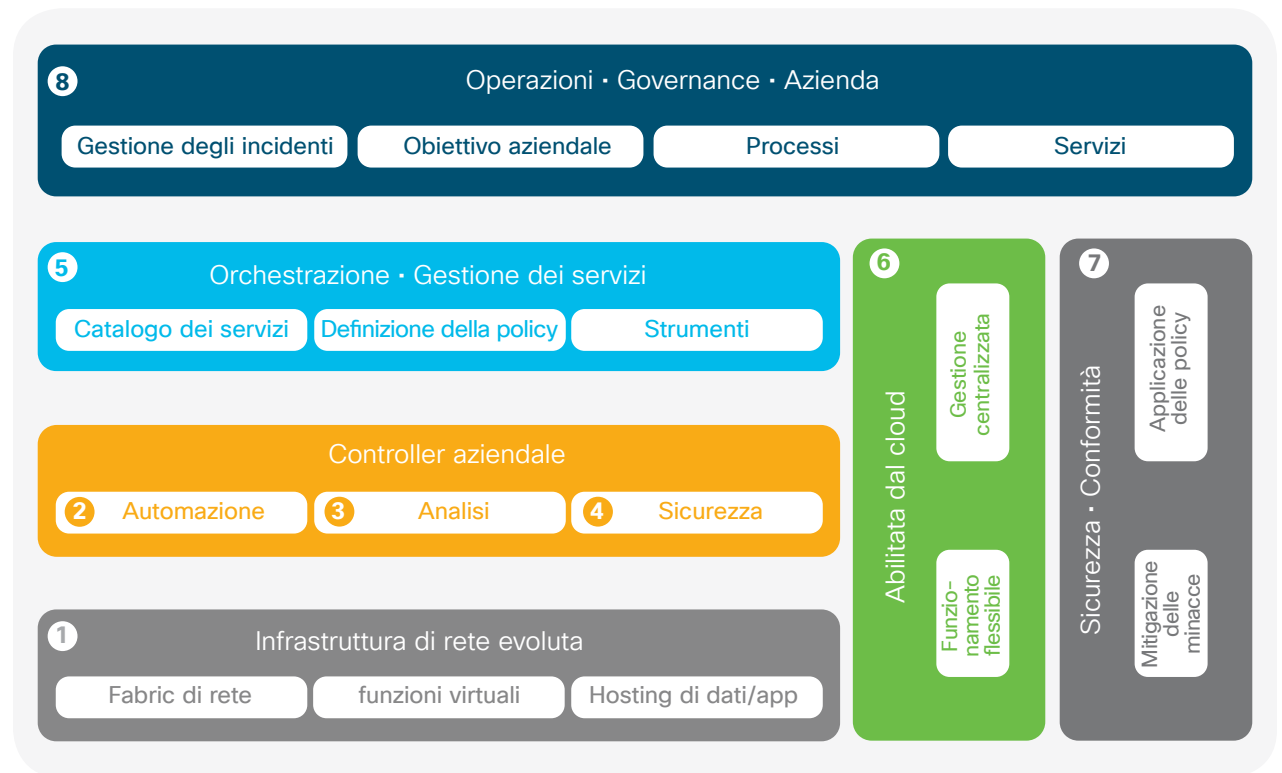 8
Operazioni · Governance · Azienda
Gestione degli incidenti
Obiettivo aziendale
Processi
Servizi
5
Orchestrazione · Gestione dei servizi
Catalogo dei servizi
Definizione della policy
Strumenti
Controller aziendale
2 Automazione
3 Analisi
4 Sicurezza
1
Infrastruttura di rete evoluta
Fabric di rete
funzioni virtuali
Hosting di dati/app
6
Abilitata dal cloud
Gestione
centralizzata
Funzio-
namento
flessibile
7
Sicurezza · Conformità
Applicazione
delle policy
Mitigazione
delle
minacce